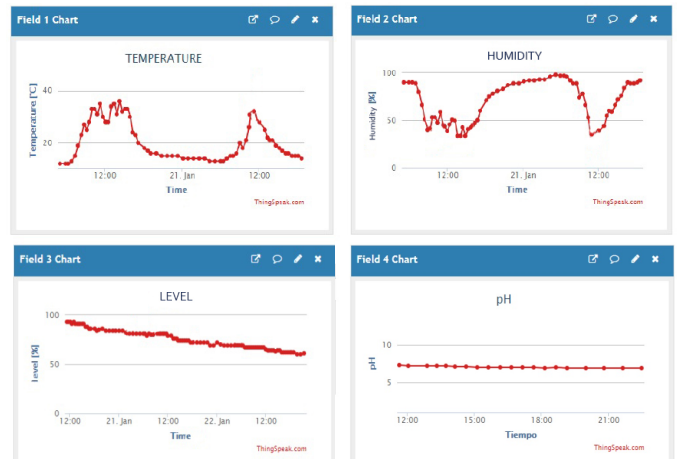 Field 1 Chart
TEMPERATURE
Temperature [°C]
40
20
12:00 21. Jan 12:00
Time
ThingSpeak.com
Field 2 Chart
HUMIDITY
Humidity [%]
100
50
0
12:00 21. Jan 12:00
Time
ThingSpeak.com
Field 3 Chart
LEVEL
Level [%]
100
50
0
12:00 21. Jan 12:00 22. Jan 12:00
Time
ThingSpeak.com
Field 4 Chart
pH
pH
10
5
12:00 15:00 18:00 21:00
Tiempo
ThingSpeak.com